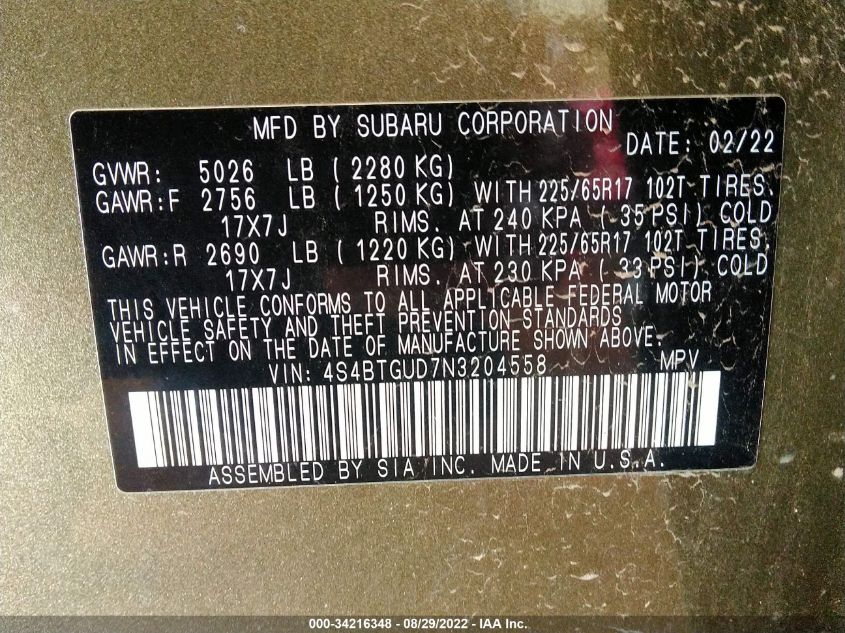 MFD BY SUBARU CORPORATION DATE: 02/22
GVWR: 5026 LB ( 2280 KG)
GAWR:F 2756 LB ( 1250 KG) WITH 225/65R17 102T TIRES.
17X7J RIMS. AT 240 KPA ( 35 PSI) COLD
GAWR:R 2690 LB ( 1220 KG) WITH 225/65R17 102T TIRES.
17X7J RIMS. AT 230 KPA ( 33 PSI) COLD
THIS VEHICLE CONFORMS TO ALL APPLICABLE FEDERAL MOTOR
VEHICLE SAFETY AND THEFT PREVENTION STANDARDS
IN EFFECT ON THE DATE OF MANUFACTURE SHOWN ABOVE.
VIN: 4S4BTGUD7N3204558 MPV
ASSEMBLED BY SIA INC. MADE IN U.S.A.
000-34216348 - 08/29/2022 - IAA Inc.